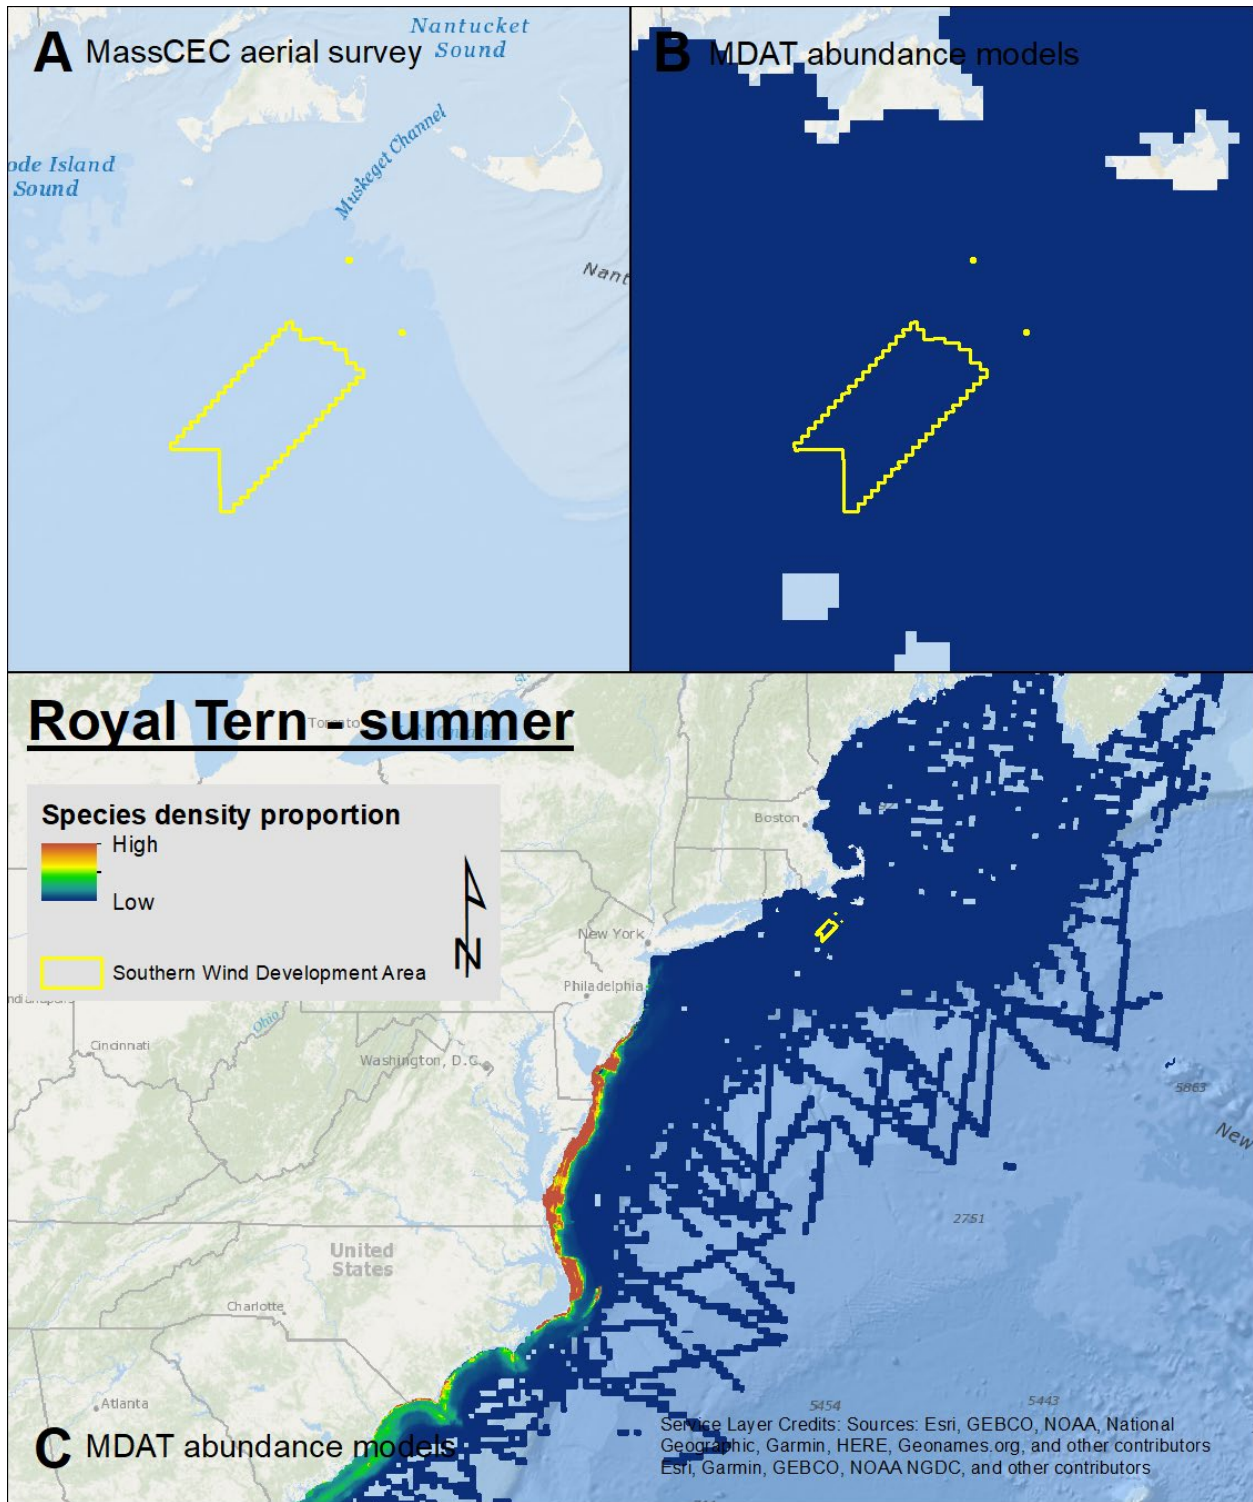 A MassCEC aerial survey
Nantucket
Sound
Muskeget Channel
ode Island
Sound
Nant
B MDAT abundance models
Royal Tern - summer
Toronto
Species density proportion
High
Low
Southern Wind Development Area
N
Boston
New York
Philadelphia
Ohio
Cincinnati
Washington, D.C.
5863
New
2751
United
States
Charlotte
Atlanta
5454
5443
C MDAT abundance models
Service Layer Credits: Sources: Esri, GEBCO, NOAA, National
Geographic, Garmin, HERE, Geonames.org, and other contributors
Esri, Garmin, GEBCO, NOAA NGDC, and other contributors